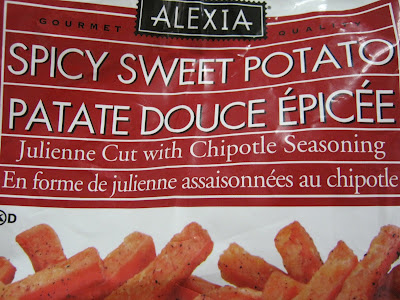 ALEXIA
GOURMET QUALITY
SPICY SWEET POTATO
PATATE DOUCE ÉPICÉE
Julienne Cut with Chipotle Seasoning
En forme de julienne assaisonnées au chipotle
D